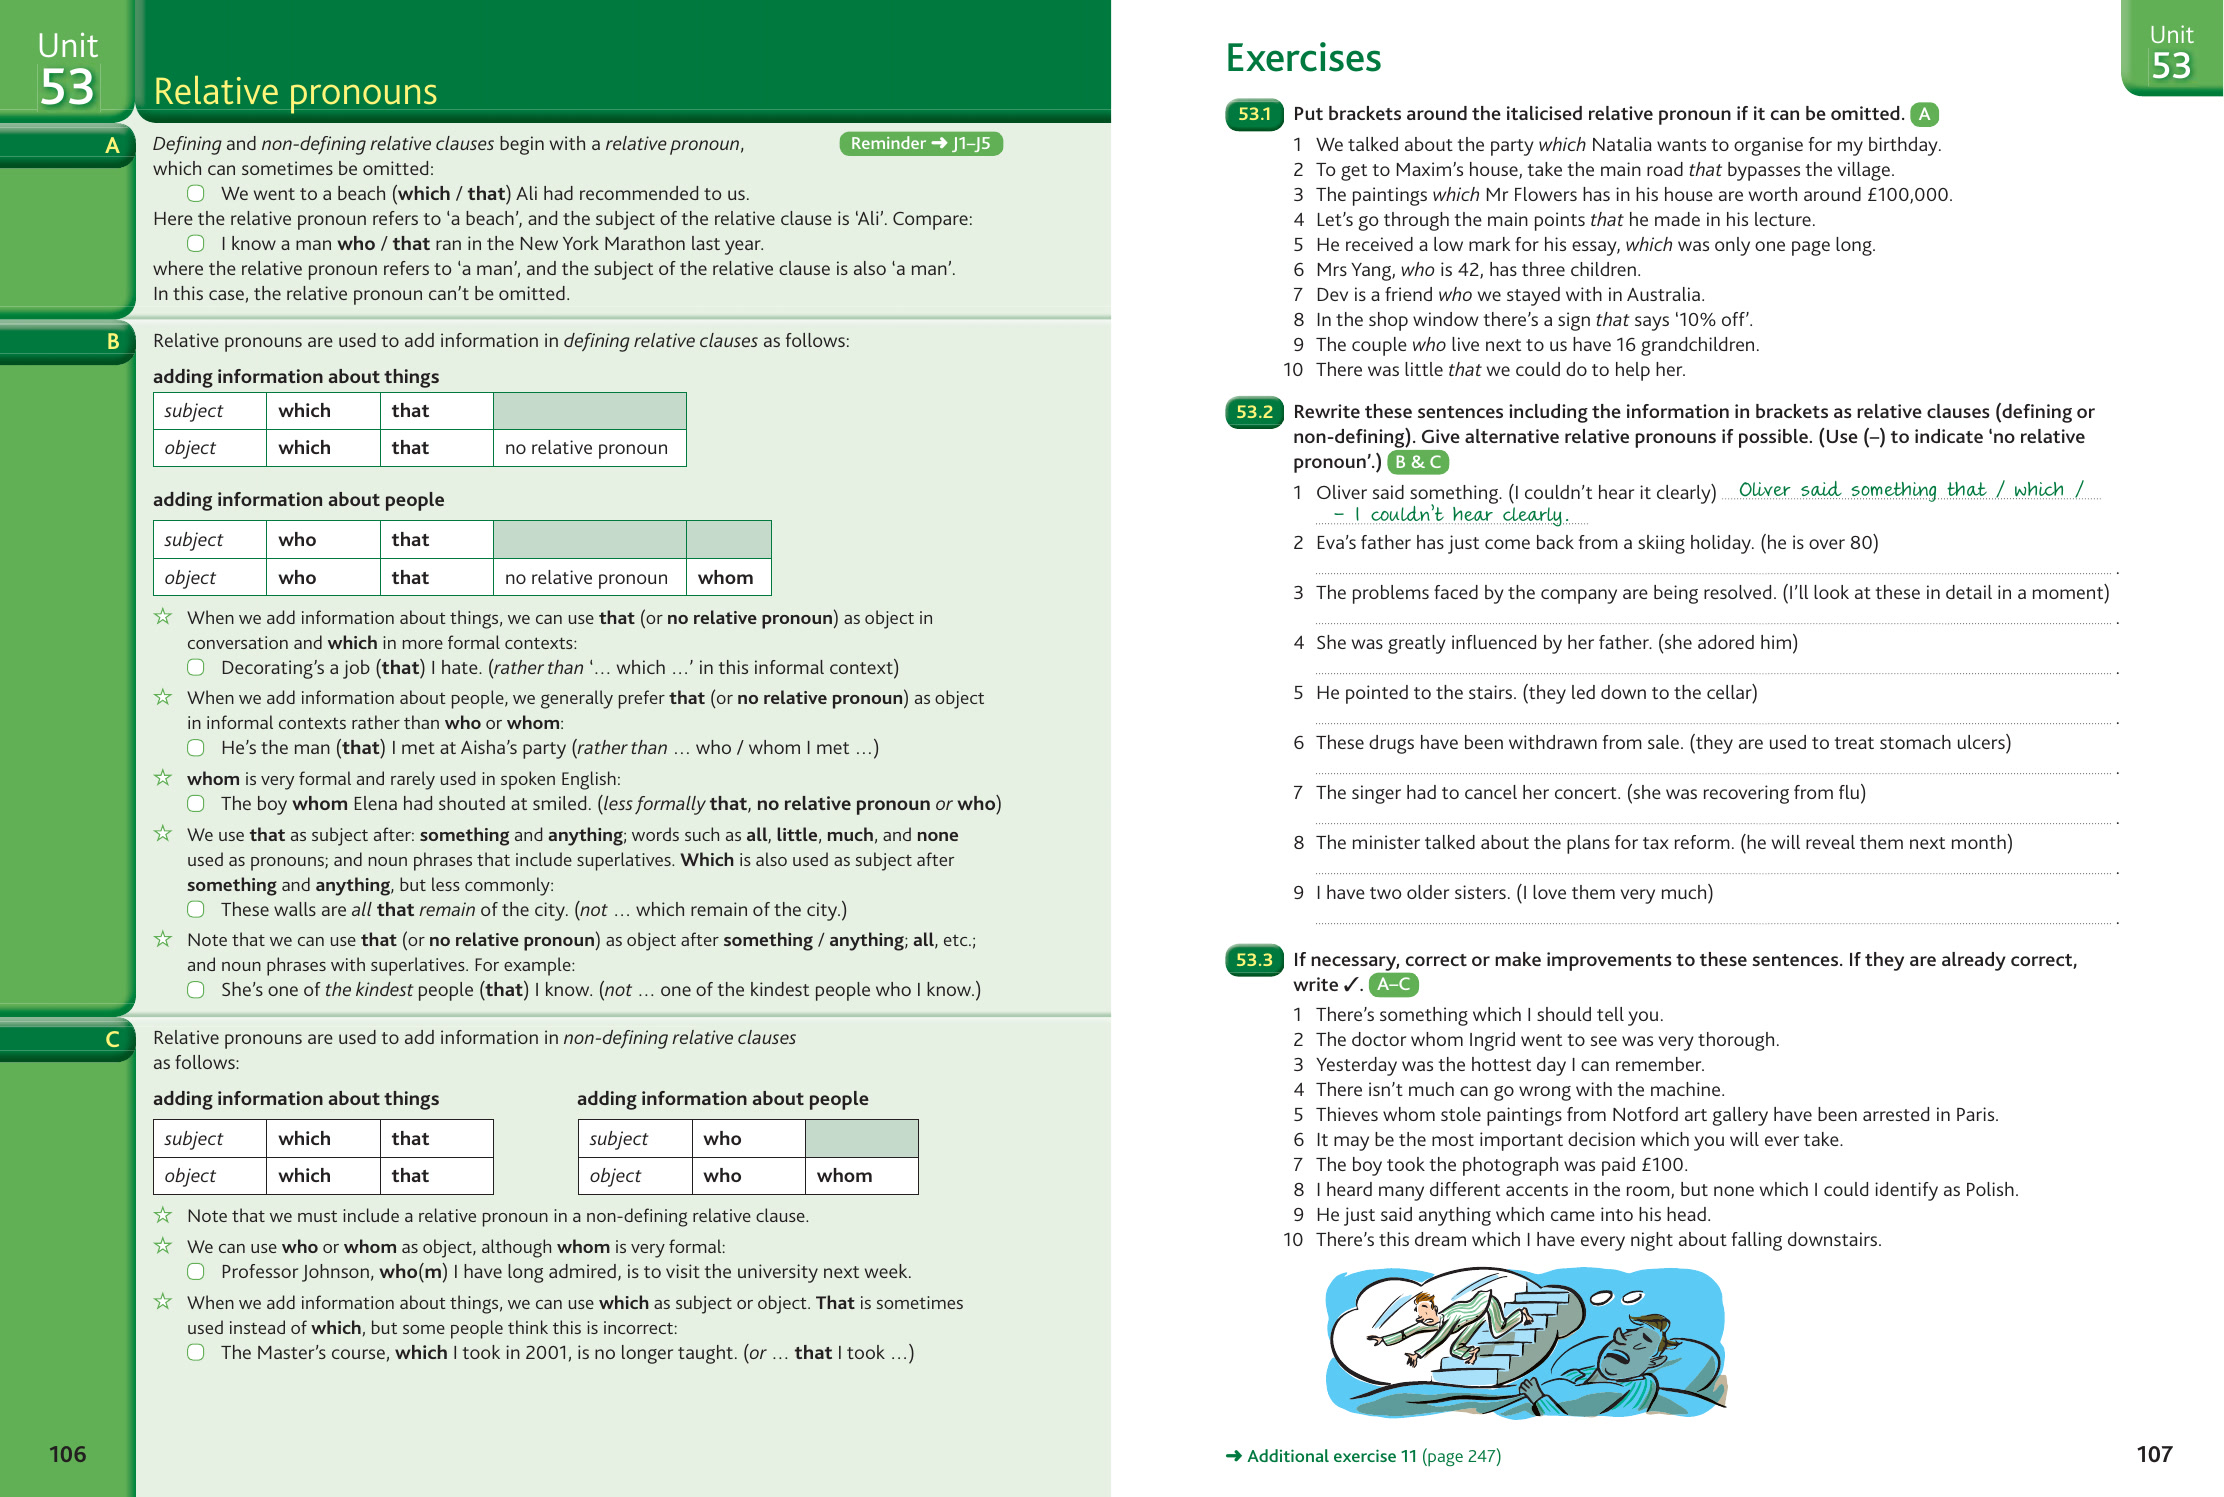 Unit
53
Relative pronouns
A
Defining and non-defining relative clauses begin with a relative pronoun,
Reminder ➜ J1–J5
which can sometimes be omitted:
We went to a beach (which / that) Ali had recommended to us.
Here the relative pronoun refers to ‘a beach’, and the subject of the relative clause is ‘Ali’. Compare:
I know a man who / that ran in the New York Marathon last year.
where the relative pronoun refers to ‘a man’, and the subject of the relative clause is also ‘a man’.
In this case, the relative pronoun can’t be omitted.
B
Relative pronouns are used to add information in defining relative clauses as follows:
adding information about things
subject which that
object which that no relative pronoun
adding information about people
subject who that
object who that no relative pronoun whom
☆ When we add information about things, we can use that (or no relative pronoun) as object in
conversation and which in more formal contexts:
Decorating’s a job (that) I hate. (rather than ‘… which …’ in this informal context)
☆ When we add information about people, we generally prefer that (or no relative pronoun) as object
in informal contexts rather than who or whom:
He’s the man (that) I met at Aisha’s party (rather than … who / whom I met …)
☆ whom is very formal and rarely used in spoken English:
The boy whom Elena had shouted at smiled. (less formally that, no relative pronoun or who)
☆ We use that as subject after: something and anything; words such as all, little, much, and none
used as pronouns; and noun phrases that include superlatives. Which is also used as subject after
something and anything, but less commonly:
These walls are all that remain of the city. (not … which remain of the city.)
☆ Note that we can use that (or no relative pronoun) as object after something / anything; all, etc.;
and noun phrases with superlatives. For example:
She’s one of the kindest people (that) I know. (not … one of the kindest people who I know.)
C
Relative pronouns are used to add information in non-defining relative clauses
as follows:
adding information about things
subject which that
object which that
adding information about people
subject who
object who whom
☆ Note that we must include a relative pronoun in a non-defining relative clause.
☆ We can use who or whom as object, although whom is very formal:
Professor Johnson, who(m) I have long admired, is to visit the university next week.
☆ When we add information about things, we can use which as subject or object. That is sometimes
used instead of which, but some people think this is incorrect:
The Master’s course, which I took in 2001, is no longer taught. (or … that I took …)
106
Exercises
Unit
53
53.1 Put brackets around the italicised relative pronoun if it can be omitted. A
1 We talked about the party which Natalia wants to organise for my birthday.
2 To get to Maxim’s house, take the main road that bypasses the village.
3 The paintings which Mr Flowers has in his house are worth around £100,000.
4 Let’s go through the main points that he made in his lecture.
5 He received a low mark for his essay, which was only one page long.
6 Mrs Yang, who is 42, has three children.
7 Dev is a friend who we stayed with in Australia.
8 In the shop window there’s a sign that says ‘10% off’.
9 The couple who live next to us have 16 grandchildren.
10 There was little that we could do to help her.
53.2 Rewrite these sentences including the information in brackets as relative clauses (defining or
non-defining). Give alternative relative pronouns if possible. (Use (–) to indicate ‘no relative
pronoun’.) B & C
1 Oliver said something. (I couldn’t hear it clearly) Oliver said something that / which /
– I couldn’t hear clearly.
2 Eva’s father has just come back from a skiing holiday. (he is over 80)
3 The problems faced by the company are being resolved. (I’ll look at these in detail in a moment)
4 She was greatly influenced by her father. (she adored him)
5 He pointed to the stairs. (they led down to the cellar)
6 These drugs have been withdrawn from sale. (they are used to treat stomach ulcers)
7 The singer had to cancel her concert. (she was recovering from flu)
8 The minister talked about the plans for tax reform. (he will reveal them next month)
9 I have two older sisters. (I love them very much)
53.3 If necessary, correct or make improvements to these sentences. If they are already correct,
write ✓. A–C
1 There’s something which I should tell you.
2 The doctor whom Ingrid went to see was very thorough.
3 Yesterday was the hottest day I can remember.
4 There isn’t much can go wrong with the machine.
5 Thieves whom stole paintings from Notford art gallery have been arrested in Paris.
6 It may be the most important decision which you will ever take.
7 The boy took the photograph was paid £100.
8 I heard many different accents in the room, but none which I could identify as Polish.
9 He just said anything which came into his head.
10 There’s this dream which I have every night about falling downstairs.
➜ Additional exercise 11 (page 247)
107